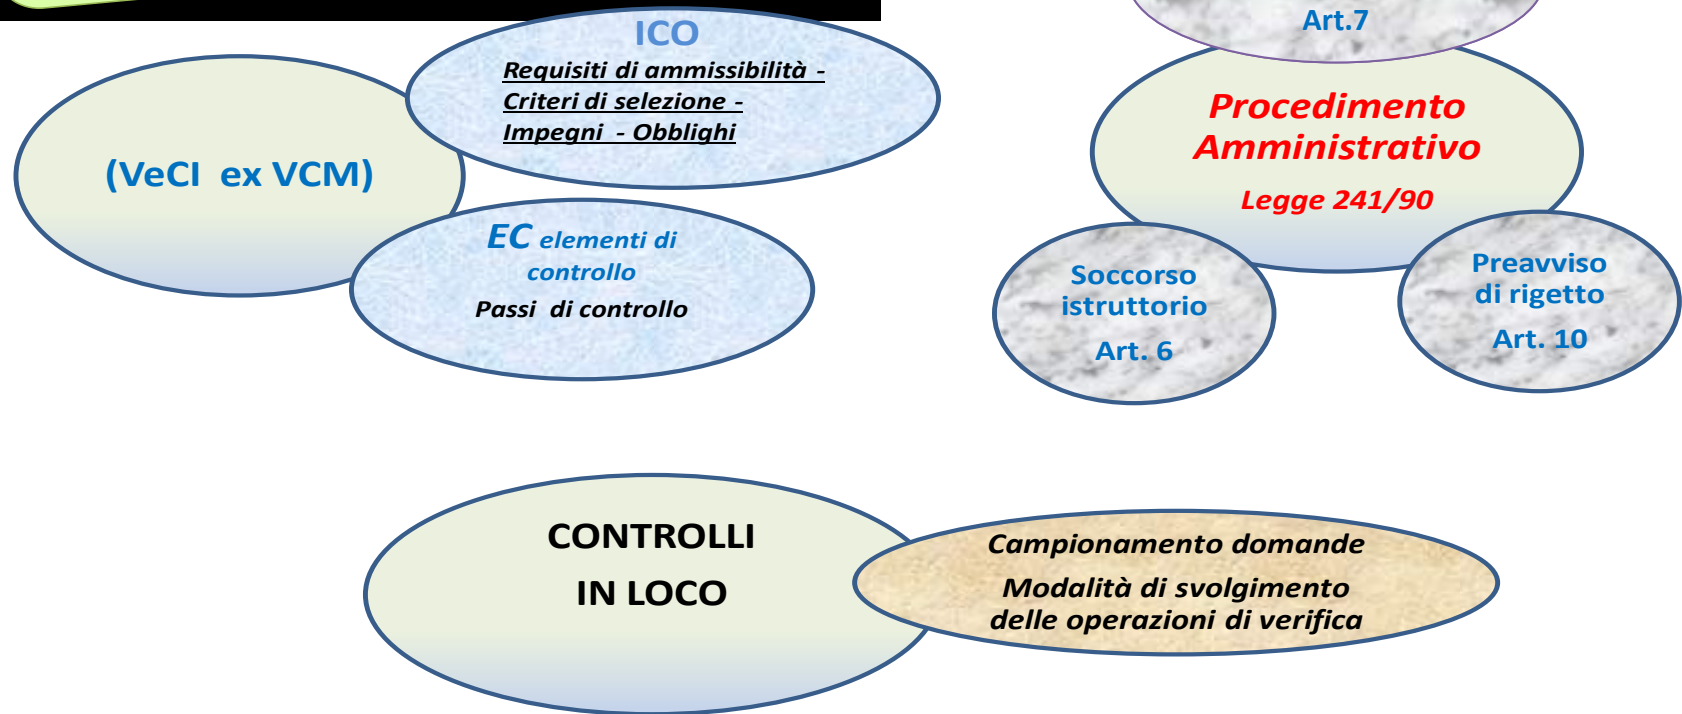 ICO
Requisiti di ammissibilità -
Criteri di selezione -
Impegni - Obblighi
(VeCI ex VCM)
EC elementi di
controllo
Passi di controllo
Art.7
Procedimento
Amministrativo
Legge 241/90
Soccorso
istruttorio
Art. 6
Preavviso
di rigetto
Art. 10
CONTROLLI
IN LOCO
Campionamento domande
Modalità di svolgimento
delle operazioni di verifica